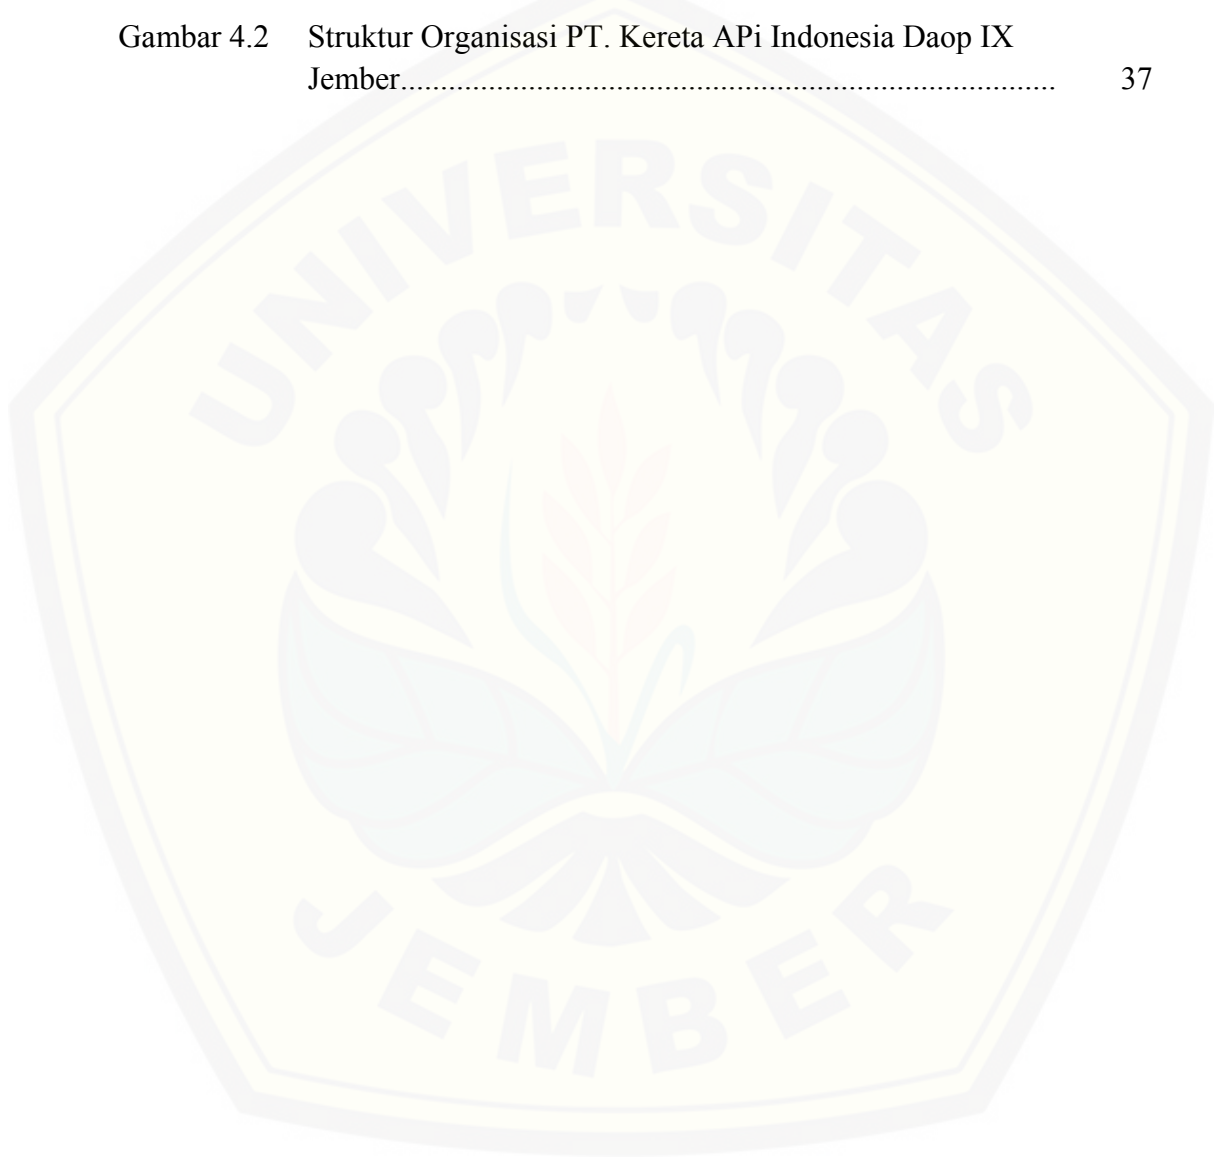 Gambar 4.2 Struktur Organisasi PT. Kereta APi Indonesia Daop IX
Jember.................................................................................. 37
UNIVERSITAS
JEMBER